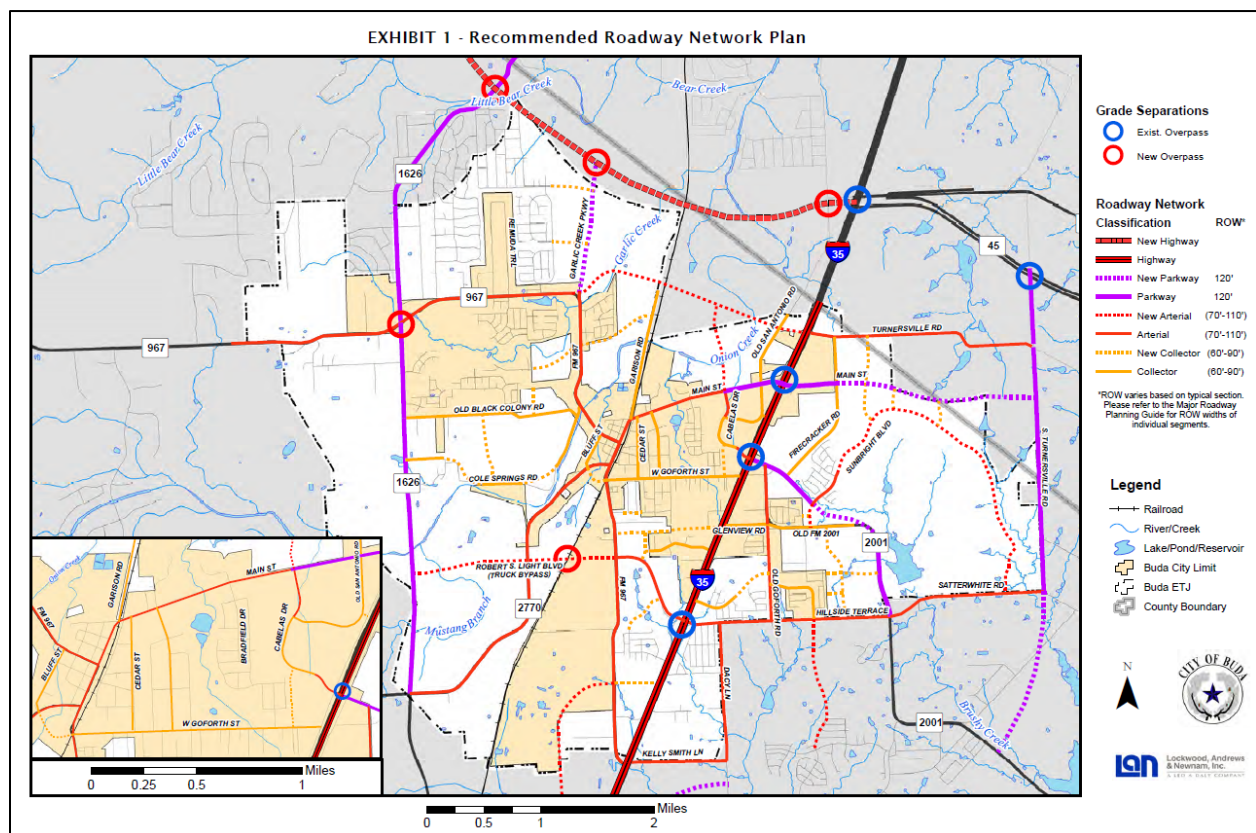 EXHIBIT 1 - Recommended Roadway Network Plan
Little Bear Creek
Bear Creek
Little Bear Creek
1626
REMUDA TRL
GARLIC CREEK PKWY
Garlic Creek
35
45
967
967
FM 967
GARISON RD
Onion Creek
OLD SAN ANTONIO RD
TURNERSVILLE RD
MAIN ST
MAIN ST
CABELAS DR
FIRECRACKER RD
SUNBRIGHT BLVD
S. TURNERSVILLE RD
OLD BLACK COLONY RD
BLUFF ST
CEDAR ST
W GOFORTH ST
COLE SPRINGS RD
1626
GLENVIEW RD
OLD FM 2001
2001
ROBERT S. LIGHT BLVD
(TRUCK BYPASS)
35
FM 967
OLD GOFORTH RD
SATTERWHITE RD
HILLSIDE TERRACE
2770
Mustang Branch
DACY LN
KELLY SMITH LN
2001
Brushy Creek
Onion Creek
GARISON RD
MAIN ST
OLD SAN ANTONIO RD
FM 967
BLUFF ST
CEDAR ST
BRADFIELD DR
CABELAS DR
W GOFORTH ST
Miles
0 0.25 0.5 1
Miles
0 0.5 1 2
Grade Separations
Exist. Overpass
New Overpass
Roadway Network
Classification ROW*
New Highway
Highway
New Parkway 120'
Parkway 120'
New Arterial (70'-110')
Arterial (70'-110')
New Collector (60'-90')
Collector (60'-90')
*ROW varies based on typical section.
Please refer to the Major Roadway
Planning Guide for ROW widths of
individual segments.
Legend
Railroad
River/Creek
Lake/Pond/Reservoir
Buda City Limit
Buda ETJ
County Boundary
N
CITY OF BUDA
LAN
Lockwood, Andrews
& Newnam, Inc.
A LEO A DALY COMPANY